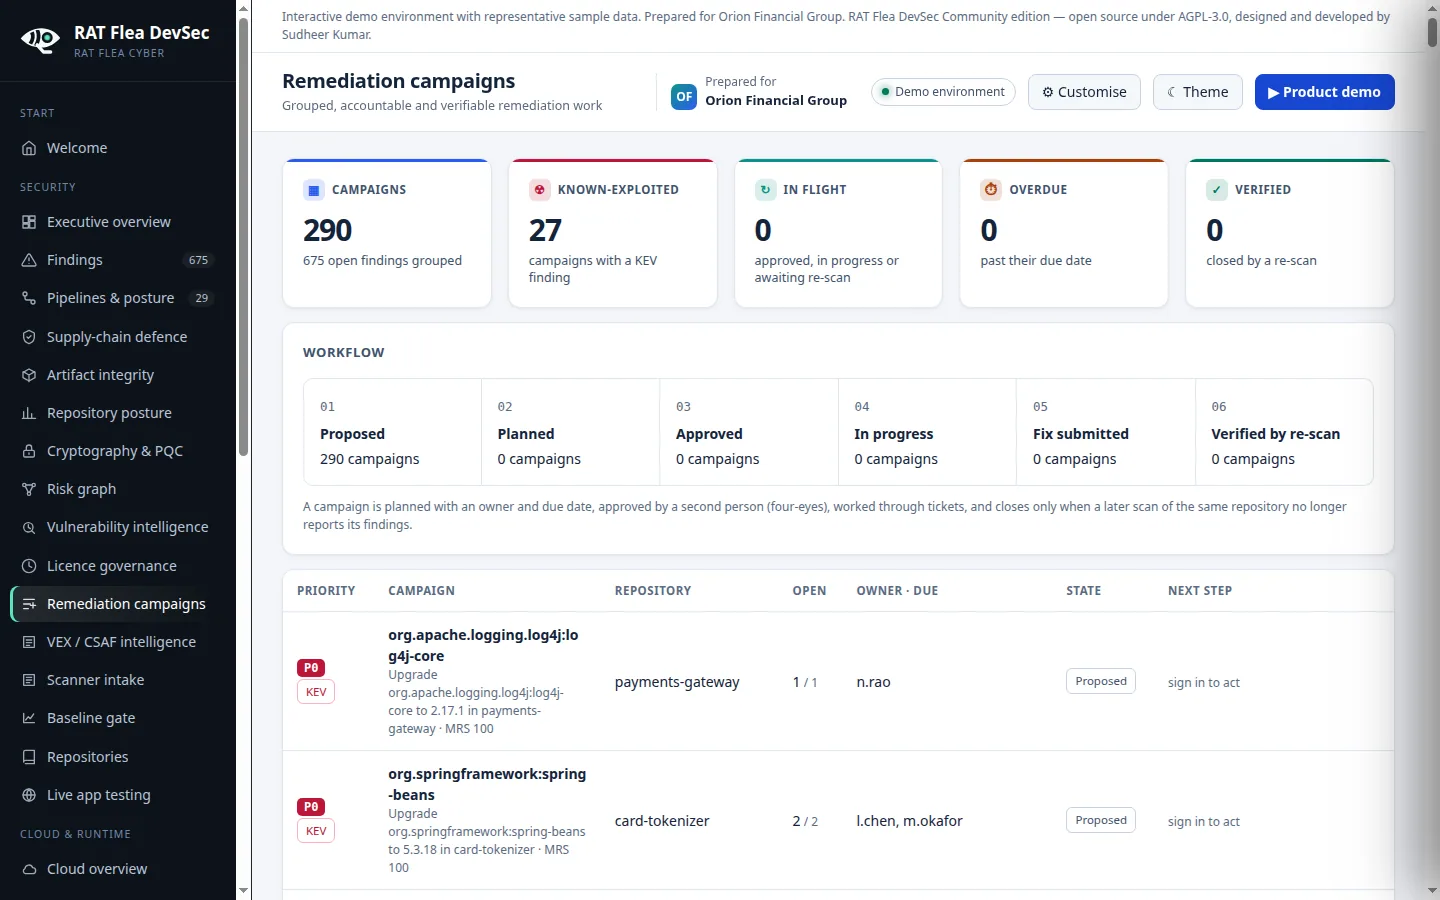 RAT Flea DevSec
RAT FLEA CYBER
START
Welcome
SECURITY
Executive overview
Findings 675
Pipelines & posture 29
Supply-chain defence
Artifact integrity
Repository posture
Cryptography & PQC
Risk graph
Vulnerability intelligence
Licence governance
Remediation campaigns
VEX / CSAF intelligence
Scanner intake
Baseline gate
Repositories
Live app testing
CLOUD & RUNTIME
Cloud overview
Interactive demo environment with representative sample data. Prepared for Orion Financial Group. RAT Flea DevSec Community edition — open source under AGPL-3.0, designed and developed by
Sudheer Kumar.
Remediation campaigns
Grouped, accountable and verifiable remediation work
OF
Prepared for
Orion Financial Group
Demo environment
⚙ Customise
☾ Theme
▶ Product demo
CAMPAIGNS
290
675 open findings grouped
KNOWN-EXPLOITED
27
campaigns with a KEV
finding
IN FLIGHT
0
approved, in progress or
awaiting re-scan
OVERDUE
0
past their due date
VERIFIED
0
closed by a re-scan
WORKFLOW
01
Proposed
290 campaigns
02
Planned
0 campaigns
03
Approved
0 campaigns
04
In progress
0 campaigns
05
Fix submitted
0 campaigns
06
Verified by re-scan
0 campaigns
A campaign is planned with an owner and due date, approved by a second person (four-eyes), worked through tickets, and closes only when a later scan of the same repository no longer
reports its findings.
PRIORITY CAMPAIGN REPOSITORY OPEN OWNER · DUE STATE NEXT STEP
P0
KEV
org.apache.logging.log4j:lo
g4j-core
Upgrade
org.apache.logging.log4j:log4j-
core to 2.17.1 in payments-
gateway · MRS 100
payments-gateway
1 / 1
n.rao
Proposed
sign in to act
P0
KEV
org.springframework:spring
-beans
Upgrade
org.springframework:spring-beans
to 5.3.18 in card-tokenizer · MRS
100
card-tokenizer
2 / 2
l.chen, m.okafor
Proposed
sign in to act